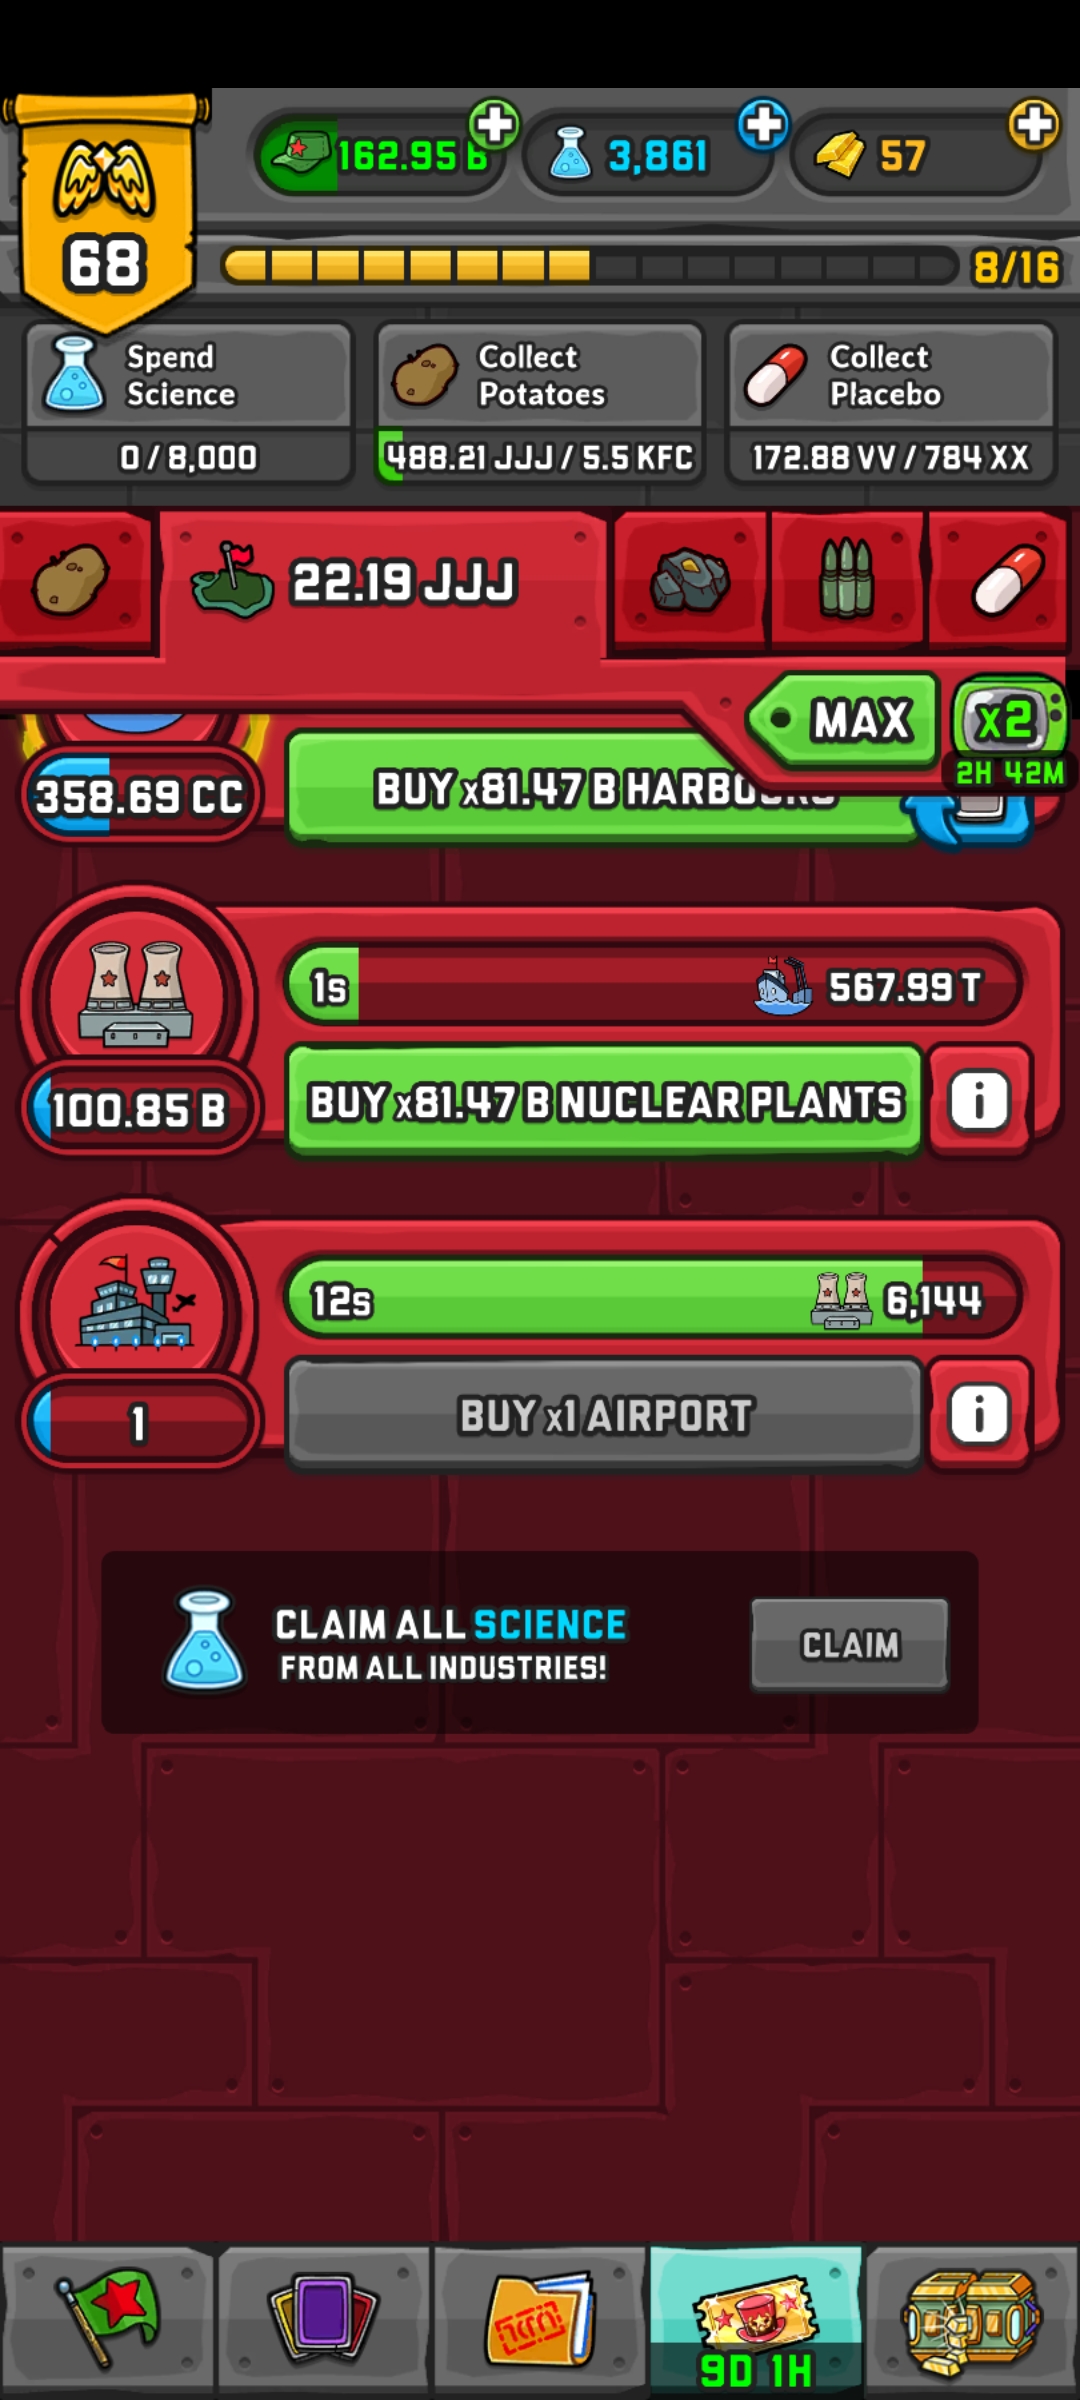 162.95 B
3,861
57
68
8/16
Spend
Science
0 / 8,000
Collect
Potatoes
488.21 JJJ / 5.5 KFC
Collect
Placebo
172.88 VV / 784 XX
22.19 JJJ
MAX
x2
2H 42M
358.69 CC
BUY x81.47 B HARBOURS
1s
567.99 T
100.85 B
BUY x81.47 B NUCLEAR PLANTS
i
12s
6,144
1
BUY x1 AIRPORT
i
CLAIM ALL SCIENCE
FROM ALL INDUSTRIES!
CLAIM
9D 1H